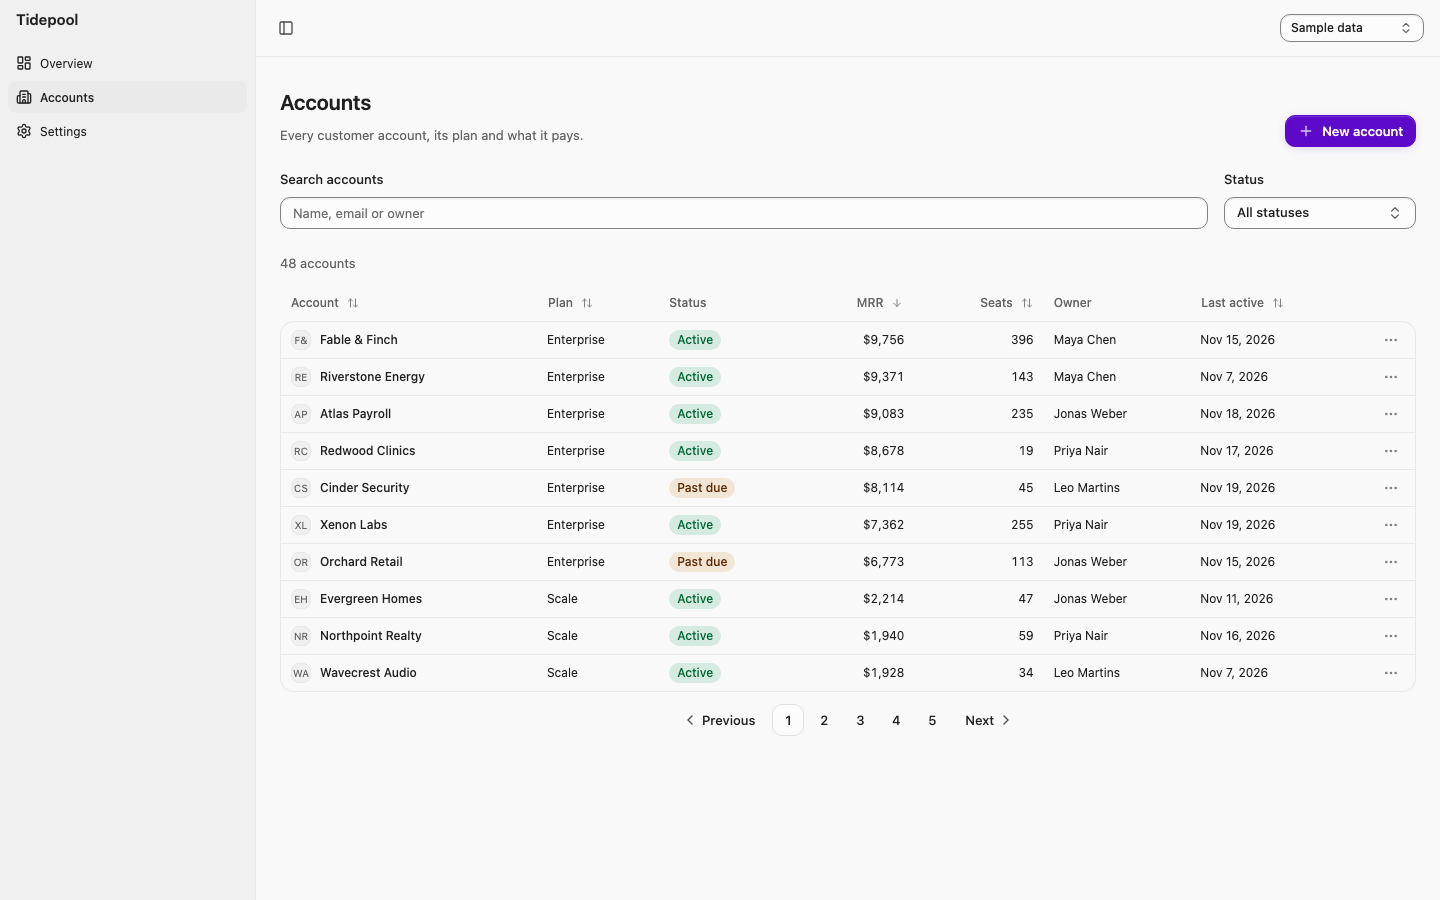 Tidepool
Overview
Accounts
Settings
Sample data
Accounts
Every customer account, its plan and what it pays.
New account
Search accounts
Status
Name, email or owner
All statuses
48 accounts
Account Plan Status MRR Seats Owner Last active
F& Fable & Finch Enterprise Active $9,756 396 Maya Chen Nov 15, 2026
RE Riverstone Energy Enterprise Active $9,371 143 Maya Chen Nov 7, 2026
AP Atlas Payroll Enterprise Active $9,083 235 Jonas Weber Nov 18, 2026
RC Redwood Clinics Enterprise Active $8,678 19 Priya Nair Nov 17, 2026
CS Cinder Security Enterprise Past due $8,114 45 Leo Martins Nov 19, 2026
XL Xenon Labs Enterprise Active $7,362 255 Priya Nair Nov 19, 2026
OR Orchard Retail Enterprise Past due $6,773 113 Jonas Weber Nov 15, 2026
EH Evergreen Homes Scale Active $2,214 47 Jonas Weber Nov 11, 2026
NR Northpoint Realty Scale Active $1,940 59 Priya Nair Nov 16, 2026
WA Wavecrest Audio Scale Active $1,928 34 Leo Martins Nov 7, 2026
Previous 1 2 3 4 5 Next